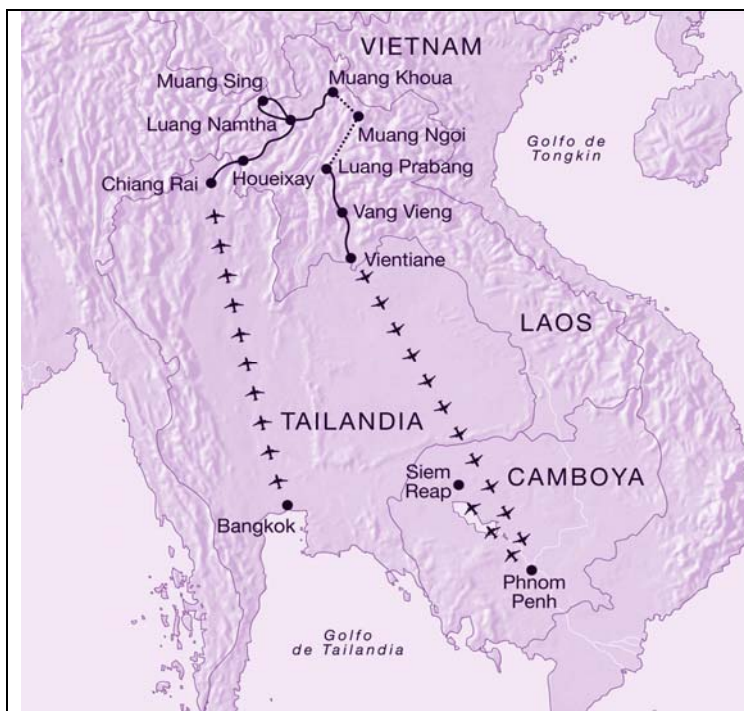 VIETNAM
Muang Sing
Muang Khoua
Luang Namtha
Muang Ngoi
Golfo de
Tongkin
Chiang Rai
Houeixay
Luang Prabang
Vang Vieng
Vientiane
LAOS
TAILANDIA
Siem
Reap
CAMBOYA
Bangkok
Phnom
Penh
Golfo
de Tailandia